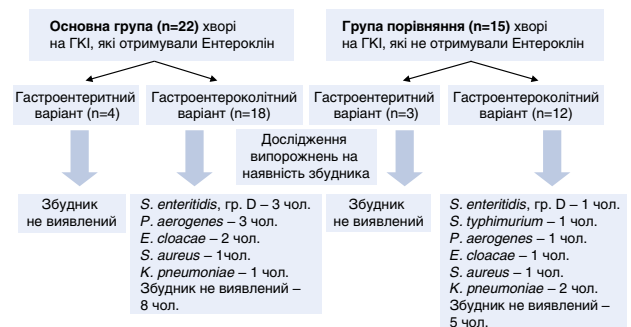 Основна група (n=22) хворі
на ГКІ, які отримували Ентероклін
Група порівняння (n=15) хворі
на ГКІ, які не отримували Ентероклін
Гастроентеритний
варіант (n=4)
Гастроентероколітний
варіант (n=18)
Гастроентеритний
варіант (n=3)
Гастроентероколітний
варіант (n=12)
Дослідження
випорожнень на
наявність збудника
Збудник
не виявлений
S. enteritidis, гр. D – 3 чол.
P. aerogenes – 3 чол.
E. cloacae – 2 чол.
S. aureus – 1чол.
K. pneumoniae – 1 чол.
Збудник не виявлений –
8 чол.
Збудник
не виявлений
S. enteritidis, гр. D – 1 чол.
S. typhimurium – 1 чол.
P. aerogenes – 1 чол.
E. cloacae – 1 чол.
S. aureus – 1 чол.
K. pneumoniae – 2 чол.
Збудник не виявлений –
5 чол.